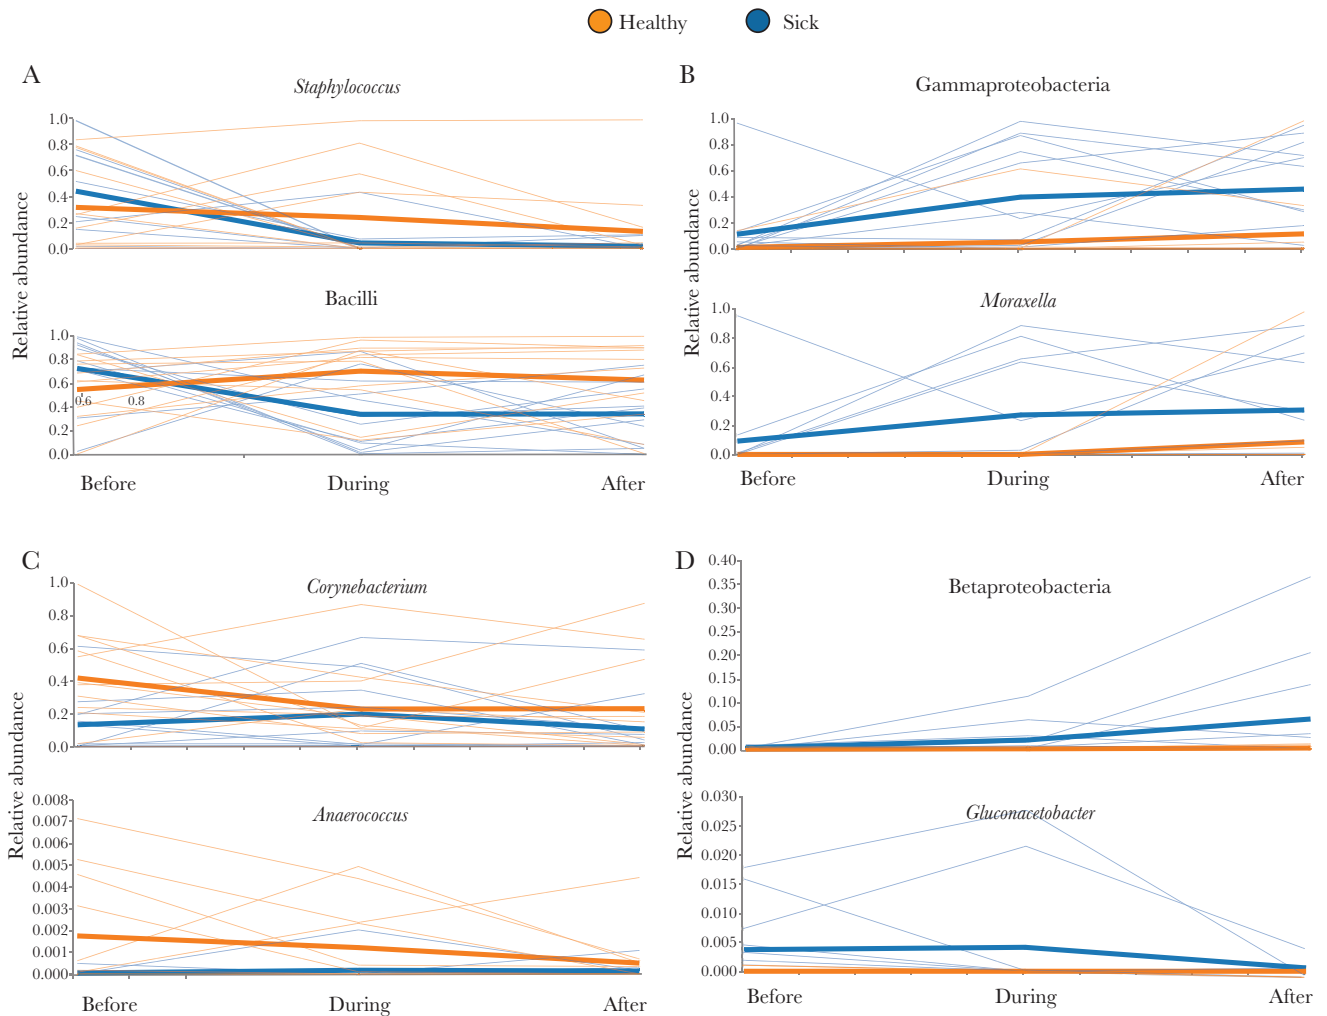 Healthy Sick
A
Staphylococcus
1.0
0.8
0.6
0.4
0.2
0.0
Relative abundance
Bacilli
1.0
0.8
0.6
0.4
0.2
0.0
0.6 0.8
Before During After
B
Gammaproteobacteria
1.0
0.8
0.6
0.4
0.2
0.0
Relative abundance
Moraxella
1.0
0.8
0.6
0.4
0.2
0.0
Before During After
C
Corynebacterium
1.0
0.8
0.6
0.4
0.2
0.0
Relative abundance
Anaerococcus
0.008
0.007
0.006
0.005
0.004
0.003
0.002
0.001
0.000
Before During After
D
Betaproteobacteria
0.40
0.35
0.30
0.25
0.20
0.15
0.10
0.05
0.00
Relative abundance
Gluconacetobacter
0.030
0.025
0.020
0.015
0.010
0.005
0.000
Before During After